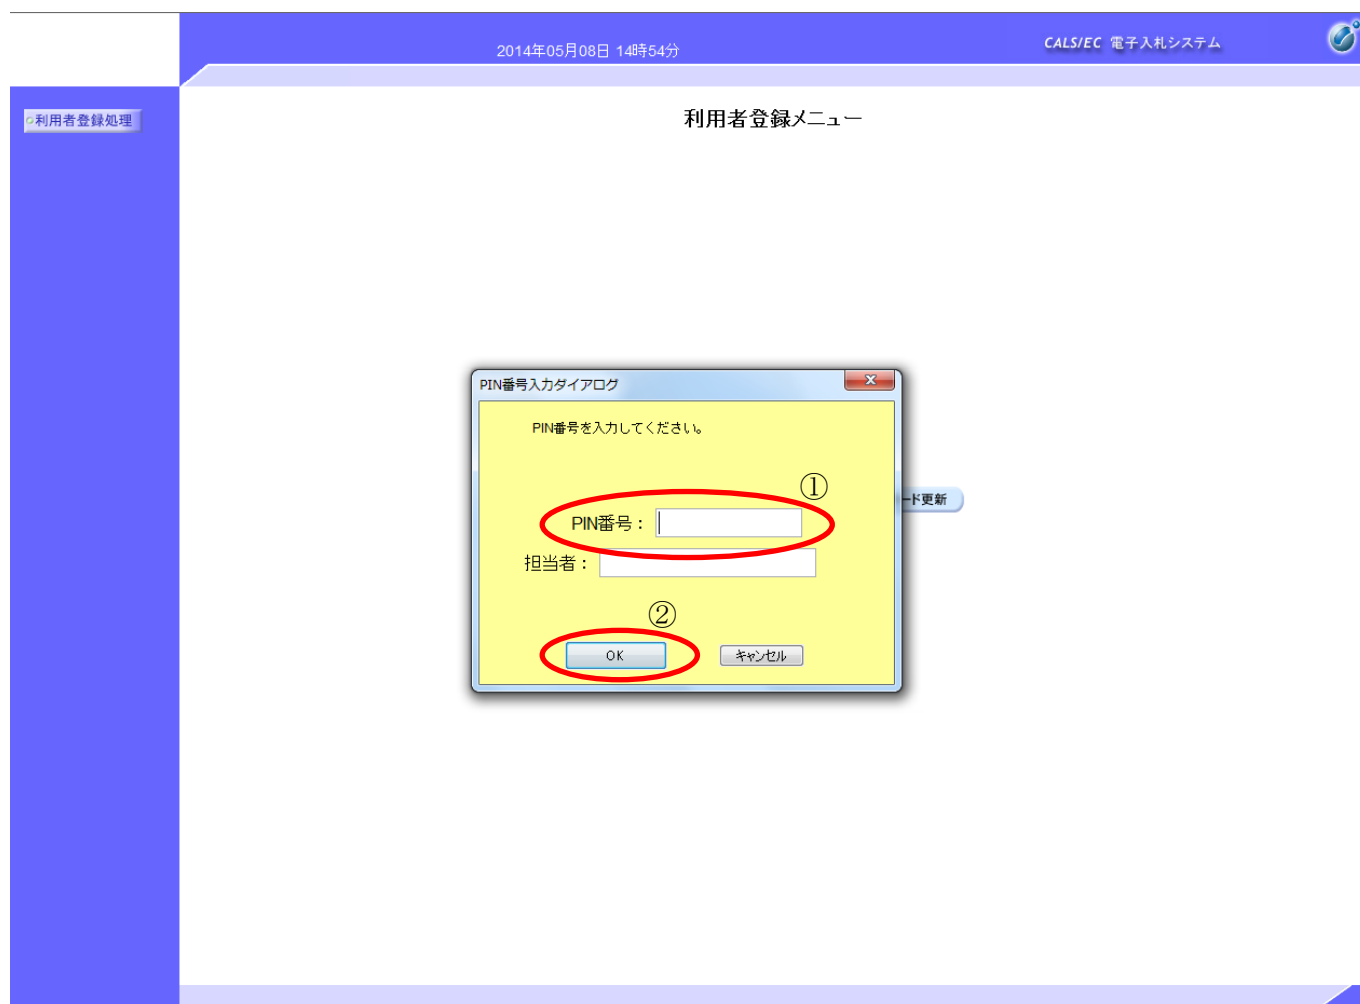 2014年05月08日 14時54分
CALS/EC 電子入札システム
利用者登録処理
利用者登録メニュー
PIN番号入力ダイアログ
PIN番号を入力してください。
①
PIN番号：
ード更新
担当者：
②
OK
キャンセル